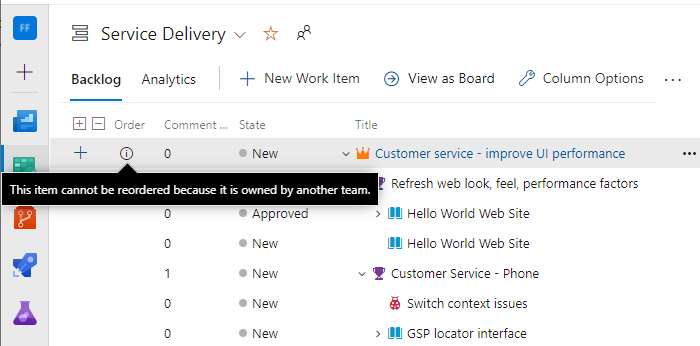 FF
Service Delivery
Backlog Analytics New Work Item View as Board Column Options
Order Comment ... State Title
0 New Customer service - improve UI performance
This item cannot be reordered because it is owned by another team.
Refresh web look, feel, performance factors
0 Approved Hello World Web Site
0 New Hello World Web Site
1 New Customer Service - Phone
0 New Switch context issues
0 New GSP locator interface